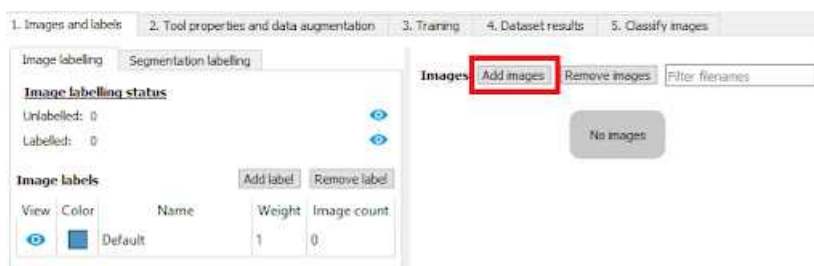 1. Images and labels 2. Tool properties and data augmentation 3. Training 4. Dataset results 5. Classify images
Image labelling Segmentation labelling
Image labelling status
Unlabelled: 0
Labelled: 0
Image labels Add label Remove label
View Color Name Weight Image count
Default 1 0
Images Add images Remove images Filter filenames
No images